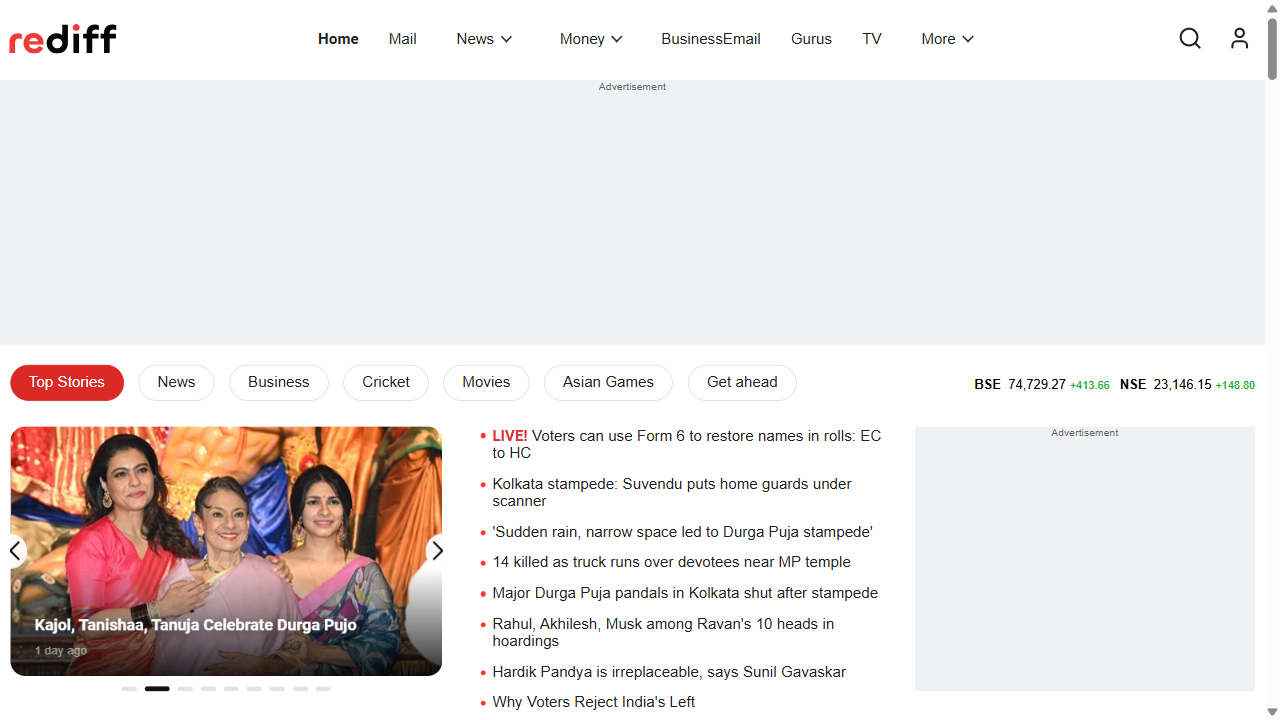 rediff
Home Mail News Money BusinessEmail Gurus TV More
Advertisement
Top Stories News Business Cricket Movies Asian Games Get ahead
BSE 74,729.27 +413.66 NSE 23,146.15 +148.80
Kajol, Tanishaa, Tanuja Celebrate Durga Pujo
1 day ago
LIVE! Voters can use Form 6 to restore names in rolls: EC
to HC
Kolkata stampede: Suvendu puts home guards under
scanner
'Sudden rain, narrow space led to Durga Puja stampede'
14 killed as truck runs over devotees near MP temple
Major Durga Puja pandals in Kolkata shut after stampede
Rahul, Akhilesh, Musk among Ravan's 10 heads in
hoardings
Hardik Pandya is irreplaceable, says Sunil Gavaskar
Why Voters Reject India's Left
Advertisement